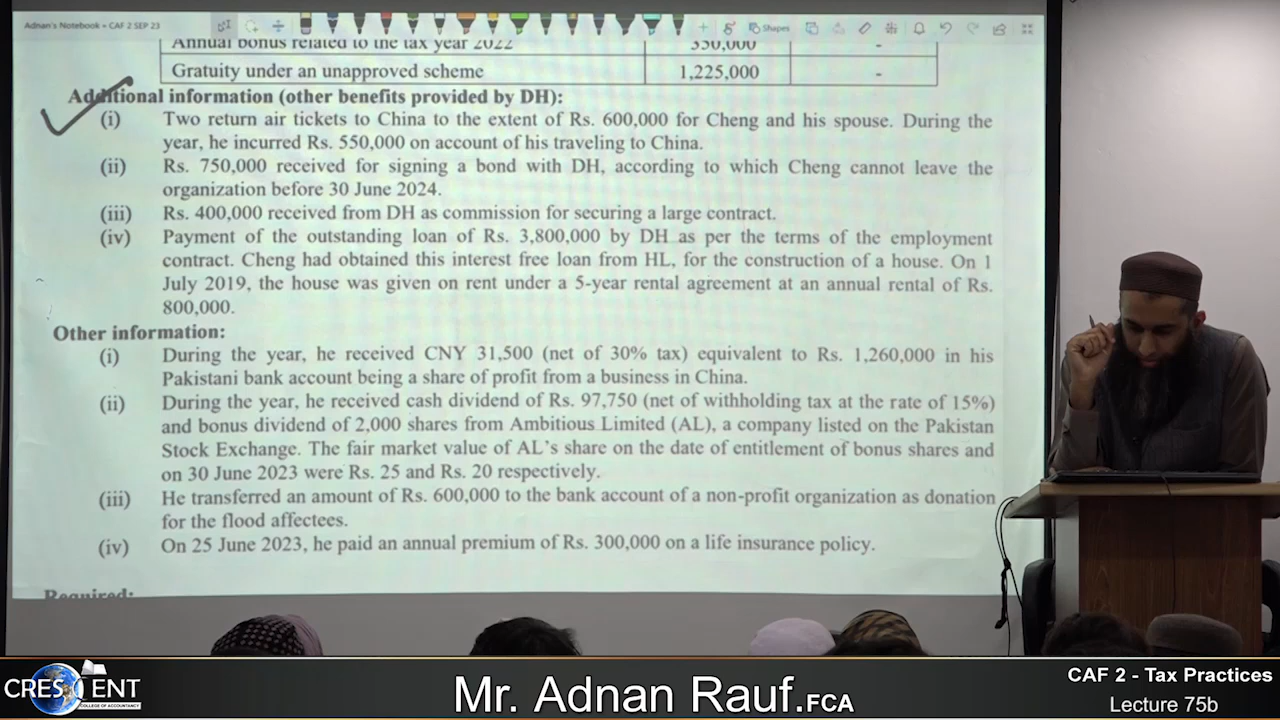 Adnan's Notebook - CAF 2 SEP 23
Shapes
Annual bonus related to the tax year 2022 350,000 -
Gratuity under an unapproved scheme 1,225,000 -
Additional information (other benefits provided by DH):
(i) Two return air tickets to China to the extent of Rs. 600,000 for Cheng and his spouse. During the
year, he incurred Rs. 550,000 on account of his traveling to China.
(ii) Rs. 750,000 received for signing a bond with DH, according to which Cheng cannot leave the
organization before 30 June 2024.
(iii) Rs. 400,000 received from DH as commission for securing a large contract.
(iv) Payment of the outstanding loan of Rs. 3,800,000 by DH as per the terms of the employment
contract. Cheng had obtained this interest free loan from HL, for the construction of a house. On 1
July 2019, the house was given on rent under a 5-year rental agreement at an annual rental of Rs.
800,000.
Other information:
(i) During the year, he received CNY 31,500 (net of 30% tax) equivalent to Rs. 1,260,000 in his
Pakistani bank account being a share of profit from a business in China.
(ii) During the year, he received cash dividend of Rs. 97,750 (net of withholding tax at the rate of 15%)
and bonus dividend of 2,000 shares from Ambitious Limited (AL), a company listed on the Pakistan
Stock Exchange. The fair market value of AL's share on the date of entitlement of bonus shares and
on 30 June 2023 were Rs. 25 and Rs. 20 respectively.
(iii) He transferred an amount of Rs. 600,000 to the bank account of a non-profit organization as donation
for the flood affectees.
(iv) On 25 June 2023, he paid an annual premium of Rs. 300,000 on a life insurance policy.
Required:
CRESCENT
COLLEGE OF ACCOUNTANCY
Mr. Adnan Rauf.FCA
CAF 2 - Tax Practices
Lecture 75b